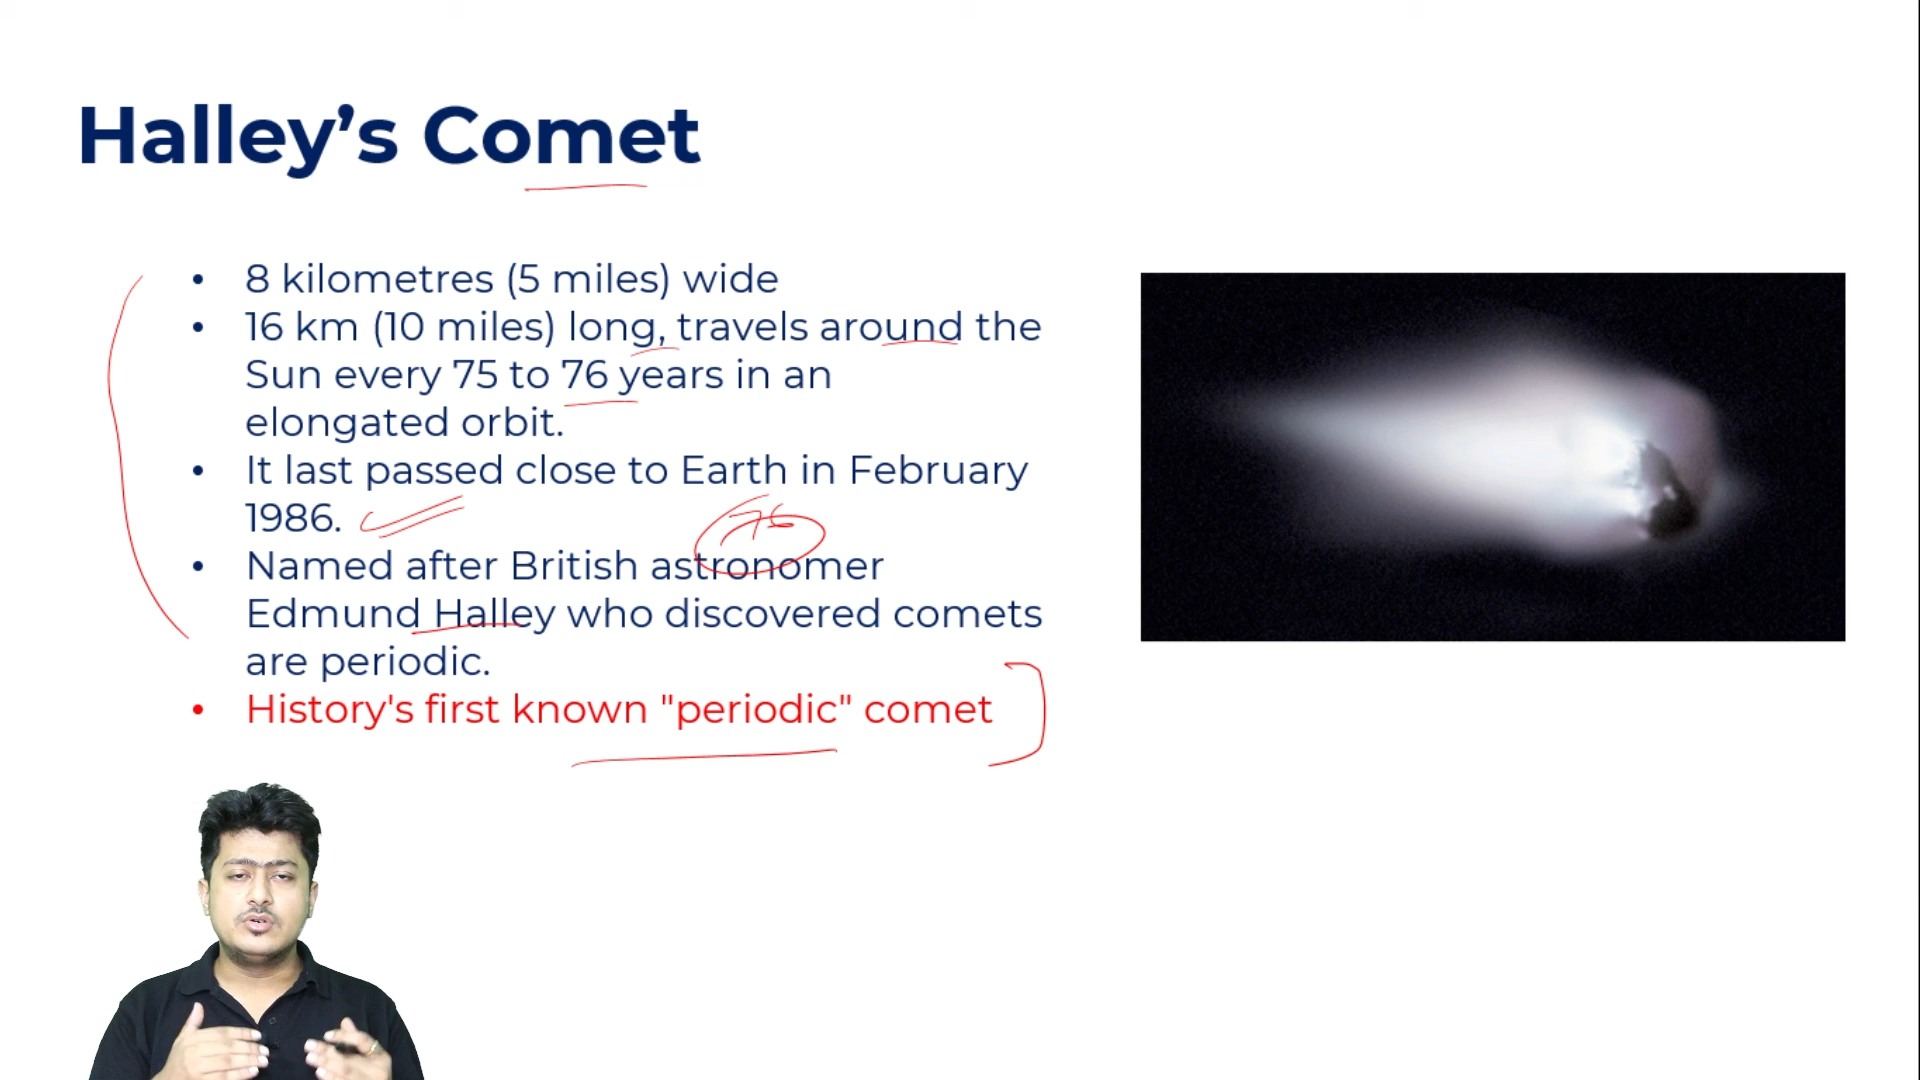 Halley’s Comet
• 8 kilometres (5 miles) wide
• 16 km (10 miles) long, travels around the
Sun every 75 to 76 years in an
elongated orbit.
• It last passed close to Earth in February
1986.
76
• Named after British astronomer
Edmund Halley who discovered comets
are periodic.
• History's first known "periodic" comet